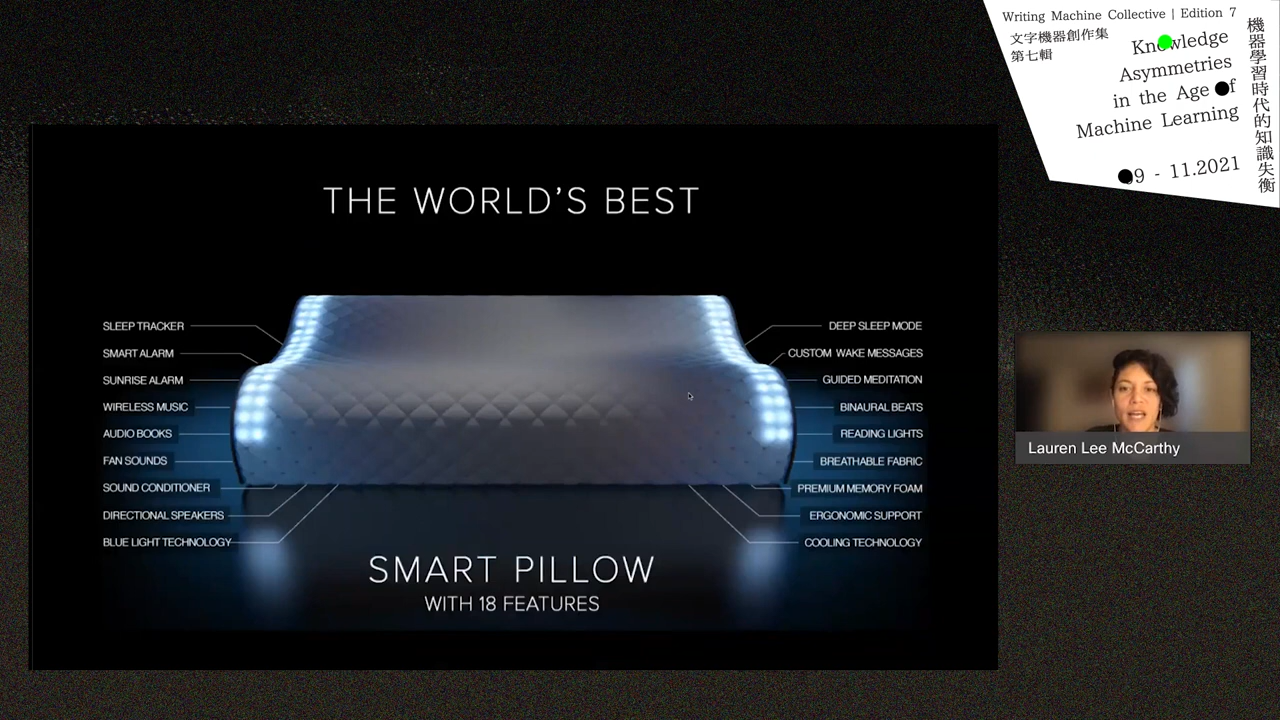 Writing Machine Collective | Edition 7
文字機器創作集
第七輯
Knowledge
Asymmetries
in the Age of
Machine Learning
09 - 11.2021
機器學習時代的知識失衡
THE WORLD'S BEST
SLEEP TRACKER
SMART ALARM
SUNRISE ALARM
WIRELESS MUSIC
AUDIO BOOKS
FAN SOUNDS
SOUND CONDITIONER
DIRECTIONAL SPEAKERS
BLUE LIGHT TECHNOLOGY
DEEP SLEEP MODE
CUSTOM WAKE MESSAGES
GUIDED MEDITATION
BINAURAL BEATS
READING LIGHTS
BREATHABLE FABRIC
PREMIUM MEMORY FOAM
ERGONOMIC SUPPORT
COOLING TECHNOLOGY
SMART PILLOW
WITH 18 FEATURES
Lauren Lee McCarthy